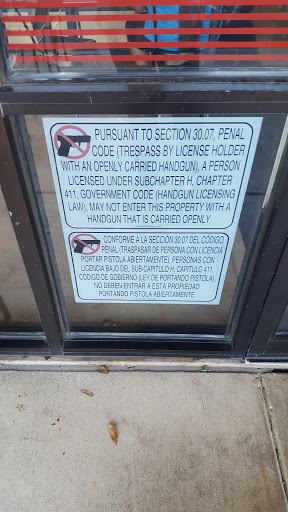 PURSUANT TO SECTION 30.07, PENAL
CODE (TRESPASS BY LICENSE HOLDER
WITH AN OPENLY CARRIED HANDGUN), A PERSON
LICENSED UNDER SUBCHAPTER H, CHAPTER
411, GOVERNMENT CODE (HANDGUN LICENSING
LAW), MAY NOT ENTER THIS PROPERTY WITH A
HANDGUN THAT IS CARRIED OPENLY
CONFORME A LA SECCIÓN 30.07 DEL CÓDIGO
PENAL (TRASPASAR DE PERSONA CON LICENCIA
PORTAR PISTOLA ABIERTAMENTE), PERSONAS CON
LICENCIA BAJO DEL SUB-CAPITULO H, CAPITULO 411,
CÓDIGO DE GOBIERNO (LEY DE PORTANDO PISTOLA),
NO DEBEN ENTRAR A ESTA PROPIEDAD
PORTANDO PISTOLA ABIERTAMENTE